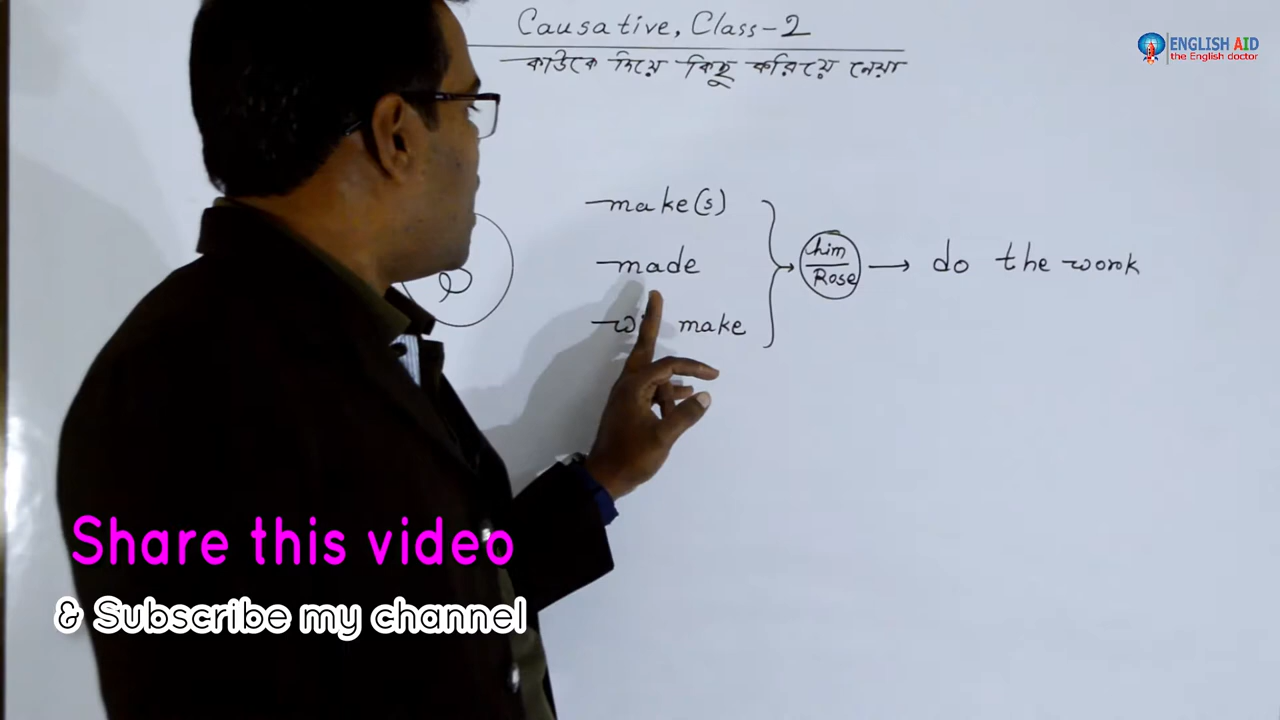 Causative, Class-2
কাউকে দিয়ে কিছু করিয়ে নেয়া
ENGLISH AID
the English doctor
make(s)
made
make
him
Rose
do the work
Share this video
& Subscribe my channel